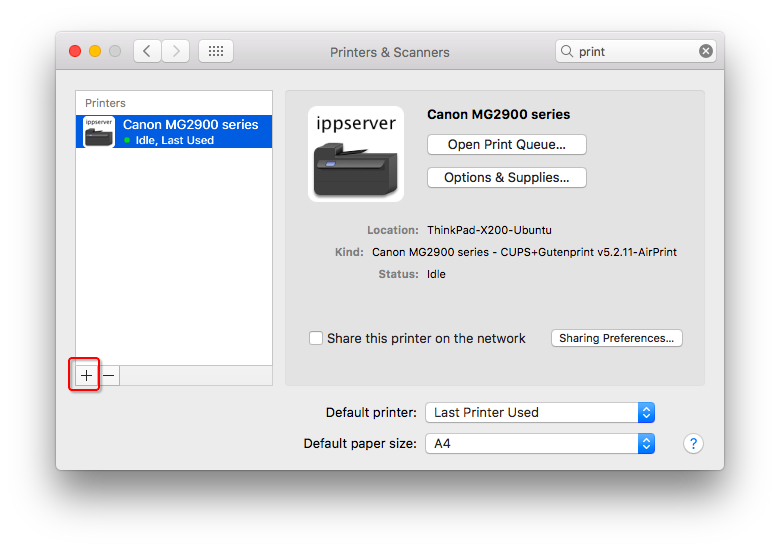 Printers & Scanners
print
Printers
ippserver
Canon MG2900 series
Idle, Last Used
ippserver
Canon MG2900 series
Open Print Queue...
Options & Supplies...
Location: ThinkPad-X200-Ubuntu
Kind: Canon MG2900 series - CUPS+Gutenprint v5.2.11-AirPrint
Status: Idle
Share this printer on the network
Sharing Preferences...
Default printer: Last Printer Used
Default paper size: A4
?